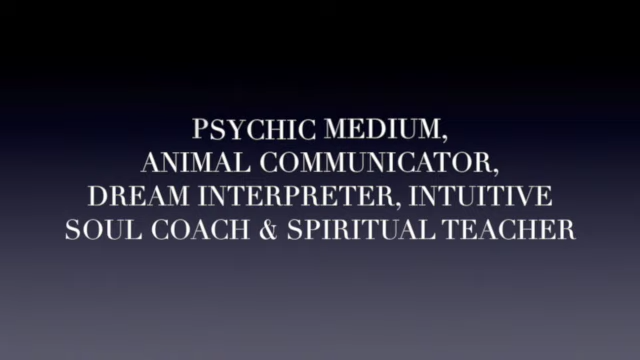 PSYCHIC MEDIUM,
ANIMAL COMMUNICATOR,
DREAM INTERPRETER, INTUITIVE
SOUL COACH & SPIRITUAL TEACHER